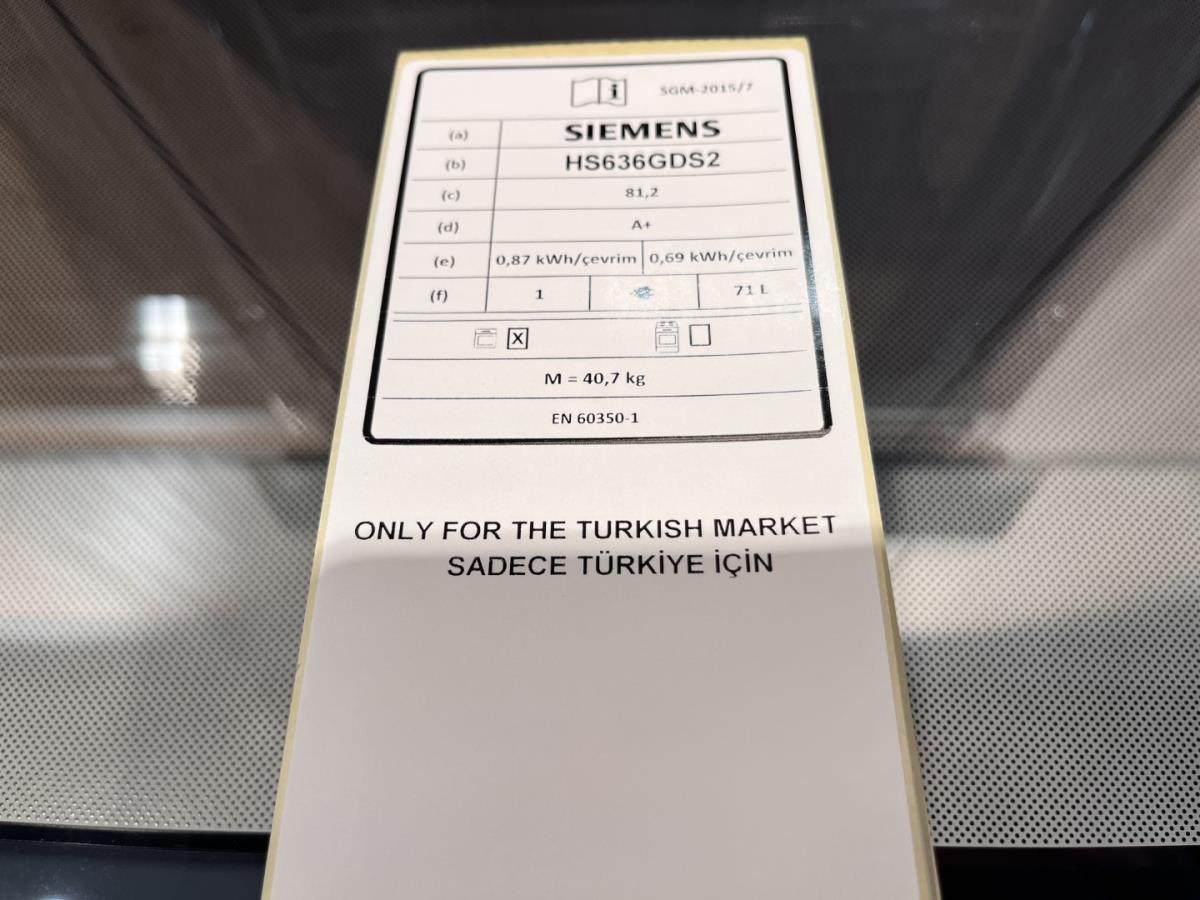 i SGM-2015/7
(a) SIEMENS
(b) HS636GDS2
(c) 81,2
(d) A+
(e) 0,87 kWh/çevrim 0,69 kWh/çevrim
(f) 1 71 L
X
M = 40,7 kg
EN 60350-1
ONLY FOR THE TURKISH MARKET
SADECE TÜRKİYE İÇİN